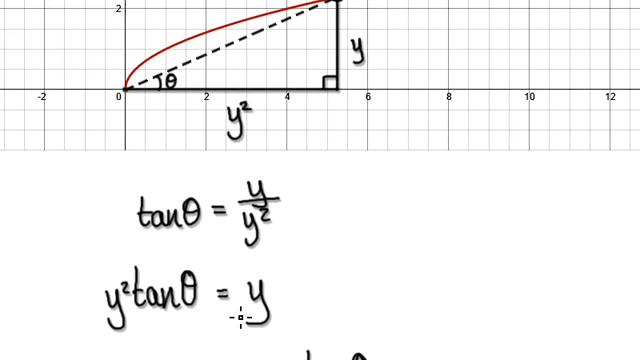 2
y
θ
-2 0 2 4 6 8 10 12
y²
tanθ = y/y²
y²tanθ = y